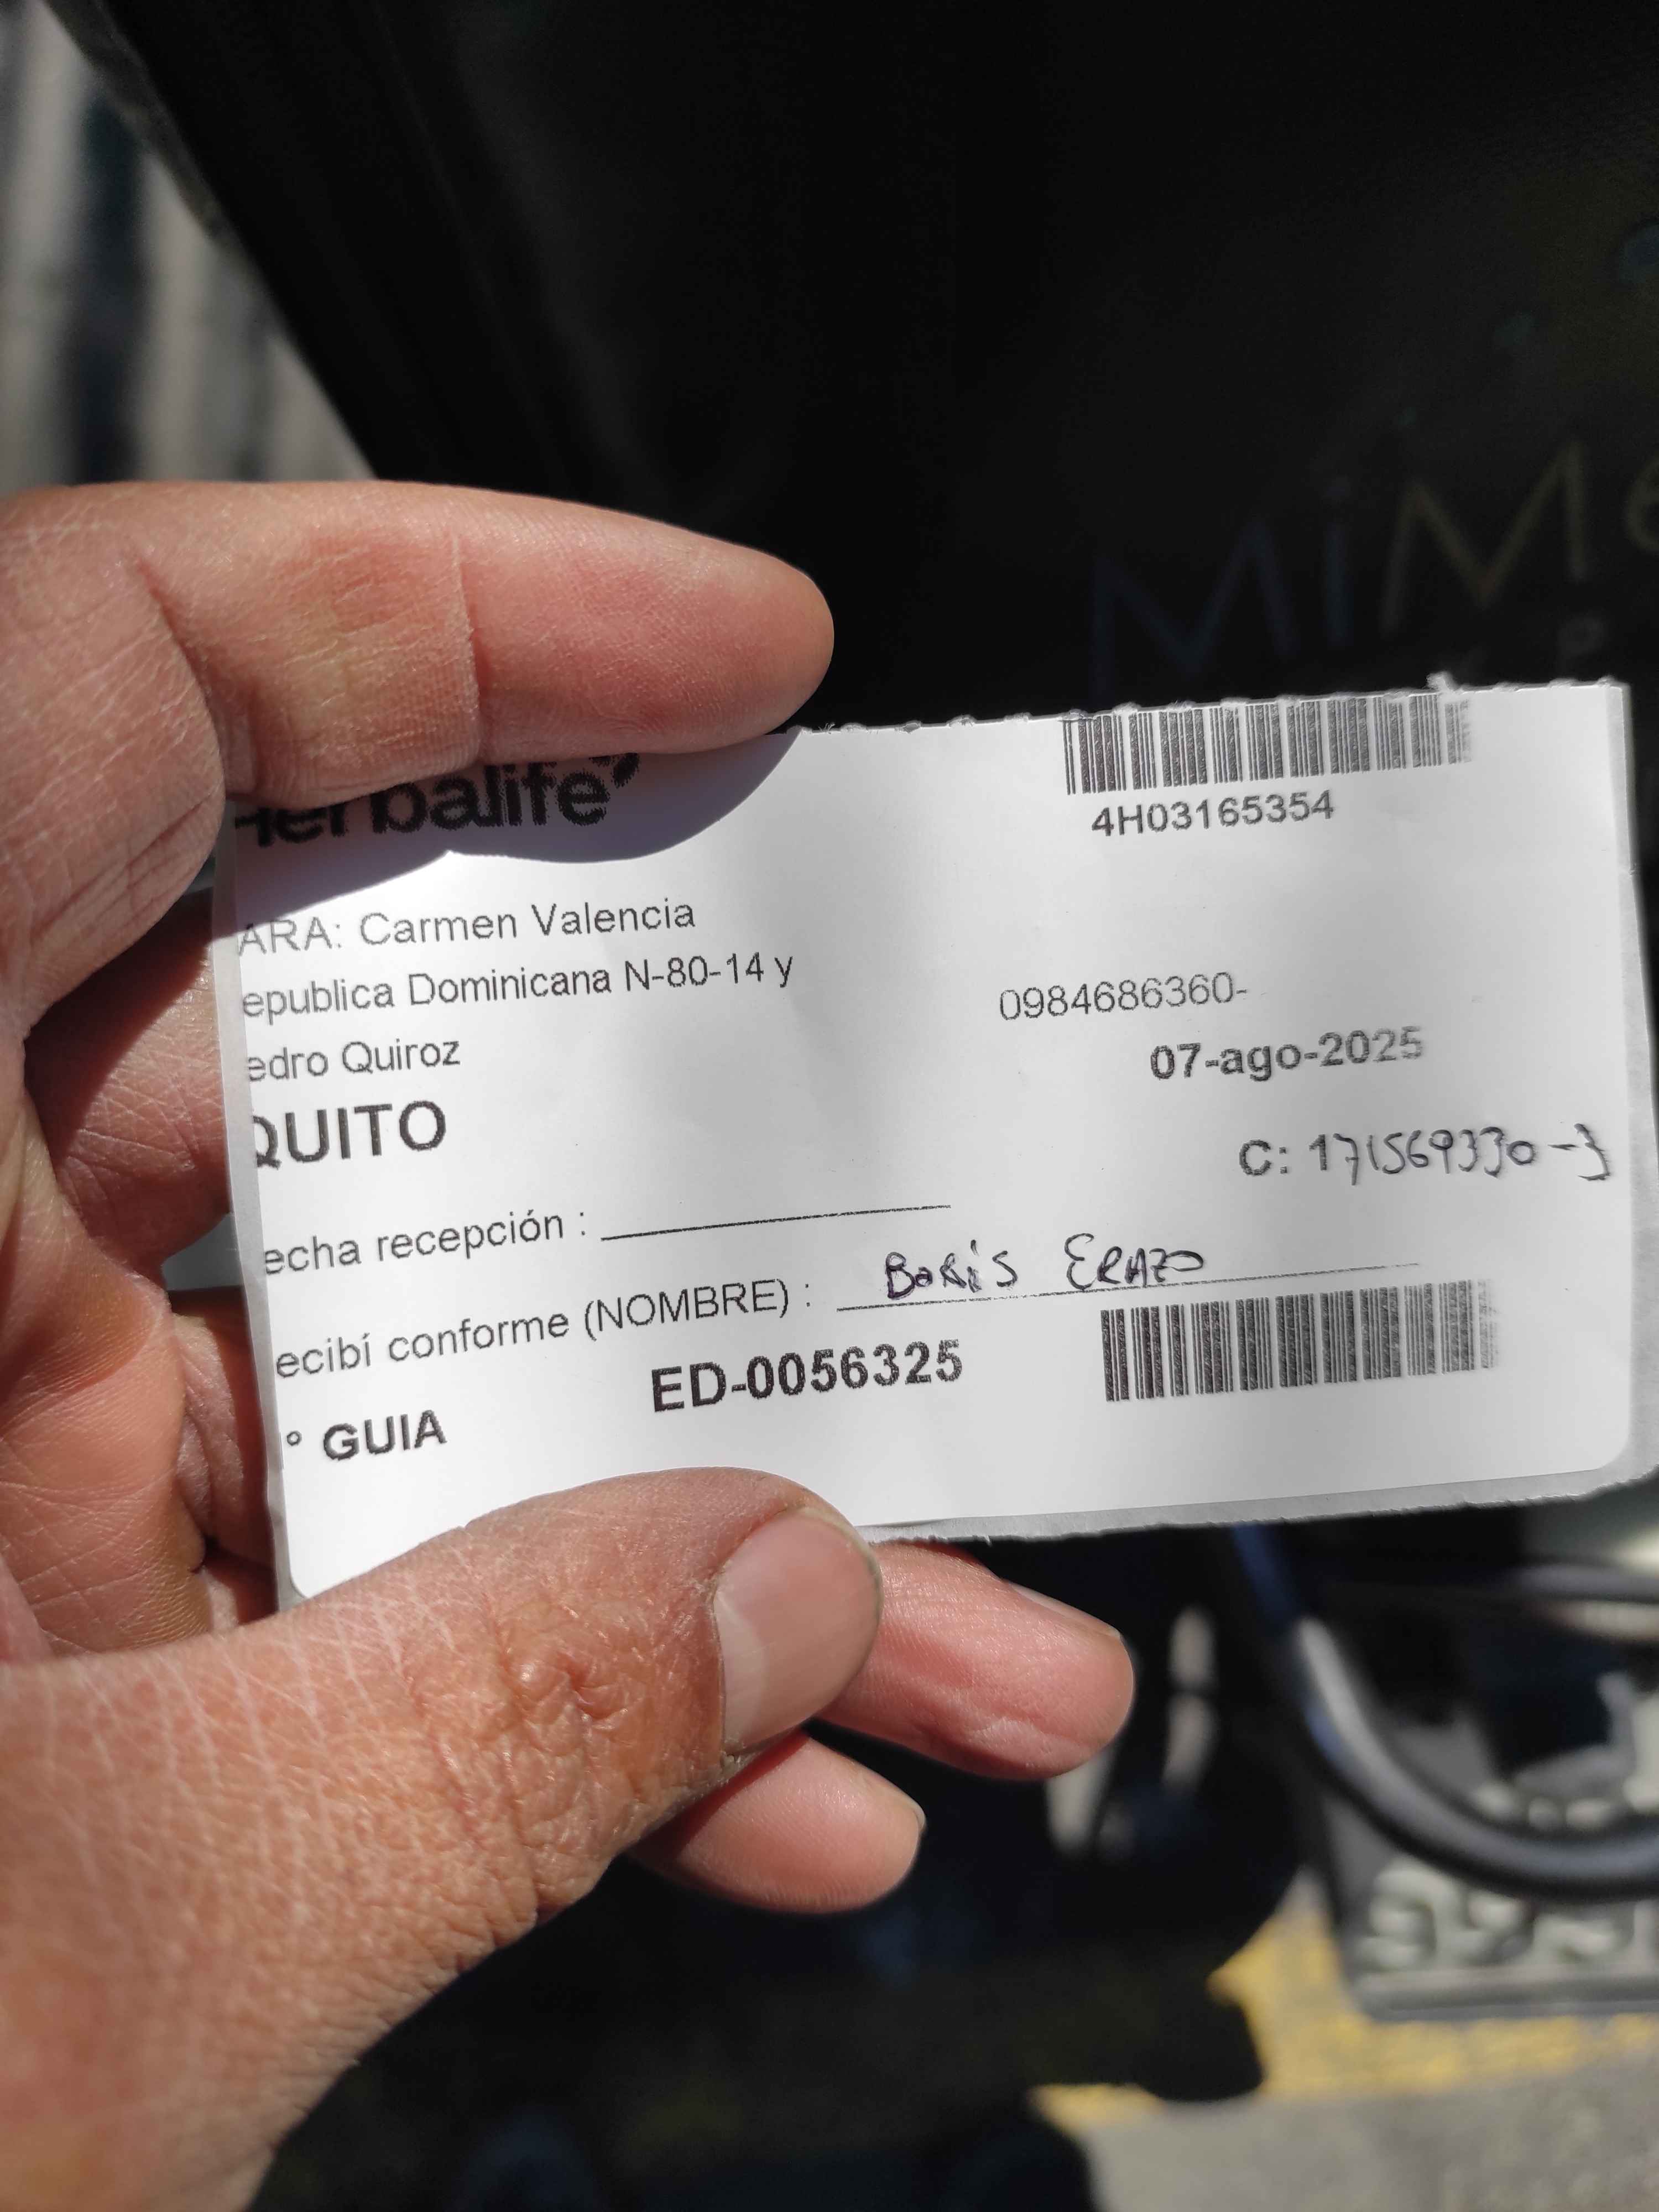 Herbalife
4H03165354
ARA: Carmen Valencia
epublica Dominicana N-80-14 y
0984686360-
edro Quiroz
07-ago-2025
QUITO
C: 171569330-3
echa recepción :
ecibí conforme (NOMBRE) : BORIS ERAZO
ED-0056325
° GUIA
MiM